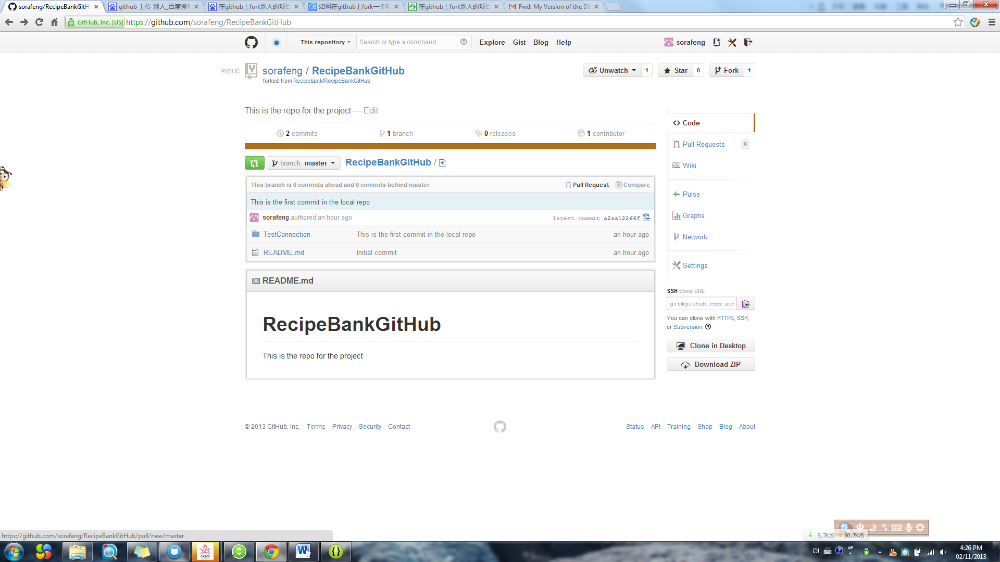 sorafeng/RecipeBankGitH
github 上传 别人_百度搜索
在github上fork别人的项目
如何在github上fork一个项
在github上fork别人的项目
Fwd: My Version of the DE
GitHub, Inc. [US] https://github.com/sorafeng/RecipeBankGitHub
This repository Search or type a command Explore Gist Blog Help sorafeng
PUBLIC sorafeng / RecipeBankGitHub
forked from Recipebank/RecipeBankGitHub
Unwatch 1 Star 0 Fork 1
This is the repo for the project — Edit
2 commits 1 branch 0 releases 1 contributor
branch: master RecipeBankGitHub /
This branch is 0 commits ahead and 0 commits behind master Pull Request Compare
This is the first commit in the local repo
sorafeng authored an hour ago latest commit a2aa12266f
TestConnection This is the first commit in the local repo an hour ago
README.md Initial commit an hour ago
README.md
RecipeBankGitHub
This is the repo for the project
Code
Pull Requests 0
Wiki
Pulse
Graphs
Network
Settings
SSH clone URL
git@github.com:sor
You can clone with HTTPS, SSH,
or Subversion.
Clone in Desktop
Download ZIP
© 2013 GitHub, Inc. Terms Privacy Security Contact
Status API Training Shop Blog About
https://github.com/sorafeng/RecipeBankGitHub/pull/new/master
中
9.7K/S 50.7K/S
CASCC
CH
4:26 PM
02/11/2013